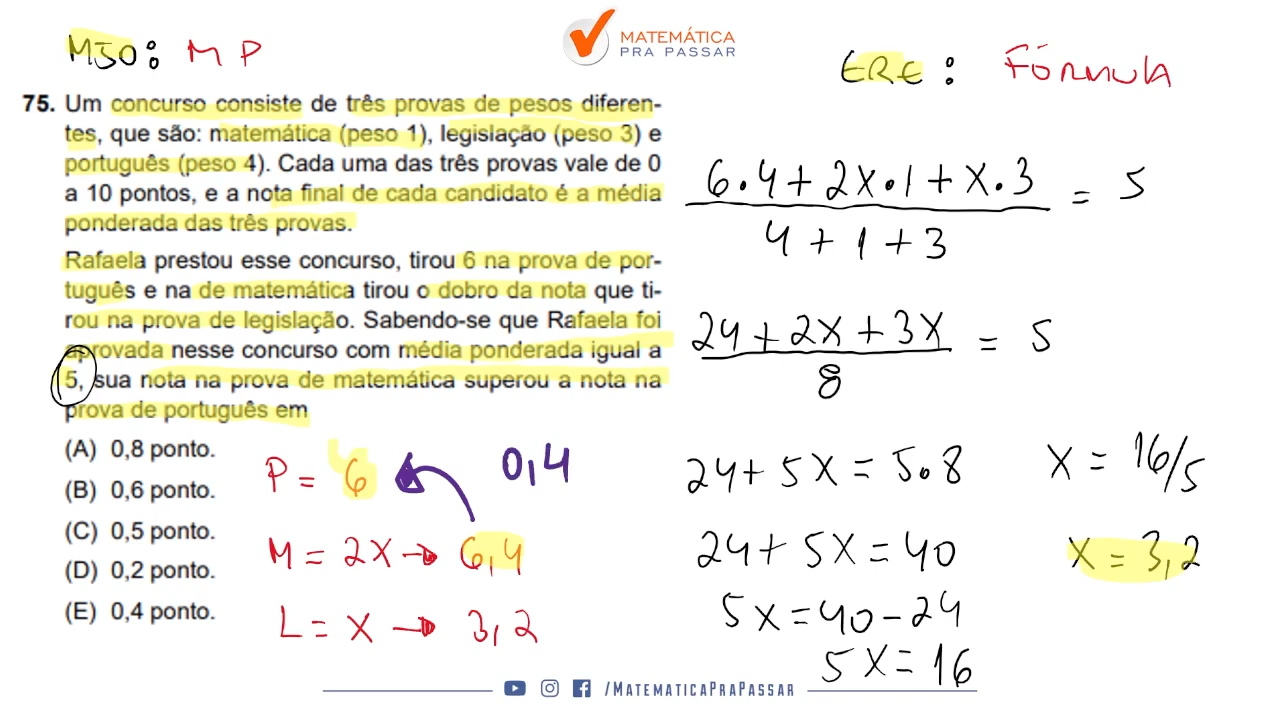 MATEMÁTICA
PRA PASSAR
MJO: MP
ERE: FÓRMULA
75. Um concurso consiste de três provas de pesos diferen-
tes, que são: matemática (peso 1), legislação (peso 3) e
português (peso 4). Cada uma das três provas vale de 0
a 10 pontos, e a nota final de cada candidato é a média
ponderada das três provas.
Rafaela prestou esse concurso, tirou 6 na prova de por-
tuguês e na de matemática tirou o dobro da nota que ti-
rou na prova de legislação. Sabendo-se que Rafaela foi
aprovada nesse concurso com média ponderada igual a
5, sua nota na prova de matemática superou a nota na
prova de português em
(A) 0,8 ponto.
(B) 0,6 ponto.
(C) 0,5 ponto.
(D) 0,2 ponto.
(E) 0,4 ponto.
P = 6
0,4
M = 2X → 6,4
L = X → 3,2
6.4 + 2X.1 + X.3 = 5
4 + 1 + 3
24 + 2X + 3X = 5
8
24 + 5X = 5.8
24 + 5X = 40
5X = 40 - 24
5X = 16
X = 16/5
X = 3,2
/MATEMATICAPRAPASSAR